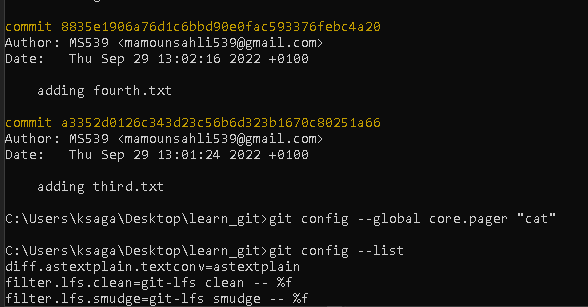 commit 8835e1906a76d1c6bbd90e0fac593376febc4a20
Author: MS539 <mamounsahli539@gmail.com>
Date:   Thu Sep 29 13:02:16 2022 +0100
    adding fourth.txt
commit a3352d0126c343d23c56b6d323b1670c80251a66
Author: MS539 <mamounsahli539@gmail.com>
Date:   Thu Sep 29 13:01:24 2022 +0100
    adding third.txt
C:\Users\ksaga\Desktop\learn_git>git config --global core.pager "cat"
C:\Users\ksaga\Desktop\learn_git>git config --list
diff.astextplain.textconv=astextplain
filter.lfs.clean=git-lfs clean -- %f
filter.lfs.smudge=git-lfs smudge -- %f